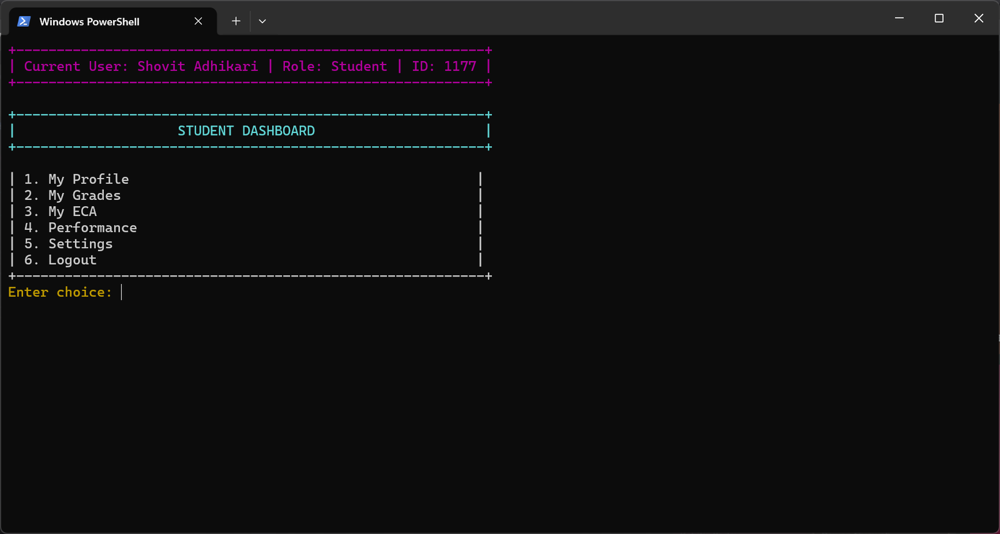 Windows PowerShell
+----------------------------------------------------------+
| Current User: Shovit Adhikari | Role: Student | ID: 1177 |
+----------------------------------------------------------+
+----------------------------------------------------------+
|                    STUDENT DASHBOARD                     |
+----------------------------------------------------------+
| 1. My Profile                                           |
| 2. My Grades                                            |
| 3. My ECA                                               |
| 4. Performance                                          |
| 5. Settings                                             |
| 6. Logout                                               |
+----------------------------------------------------------+
Enter choice: